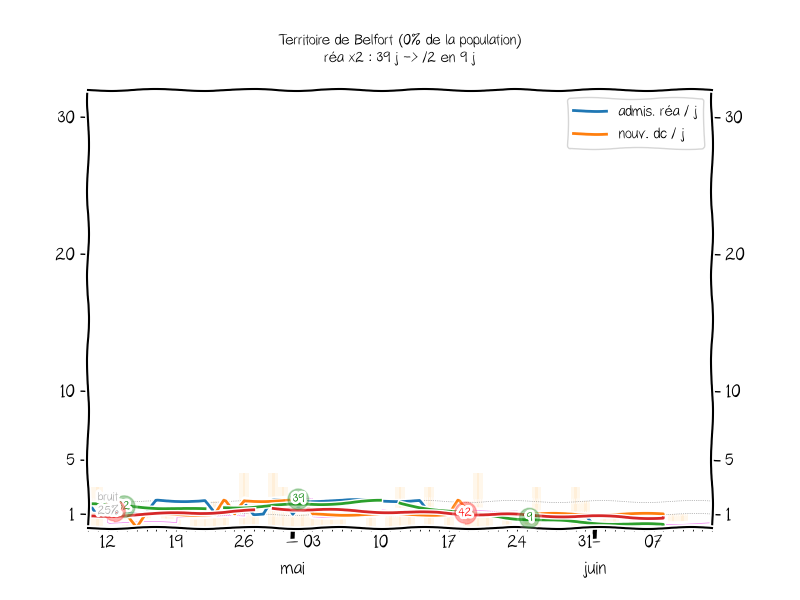 Territoire de Belfort (0% de la population)
réa x2 : 39 j -> /2 en 9 j
admis. réa / j
nouv. dc / j
30 30
20 20
10 10
5 5
1 1
bruit
25%
39
42
9
12 19 26 03 10 17 24 31 07
mai juin